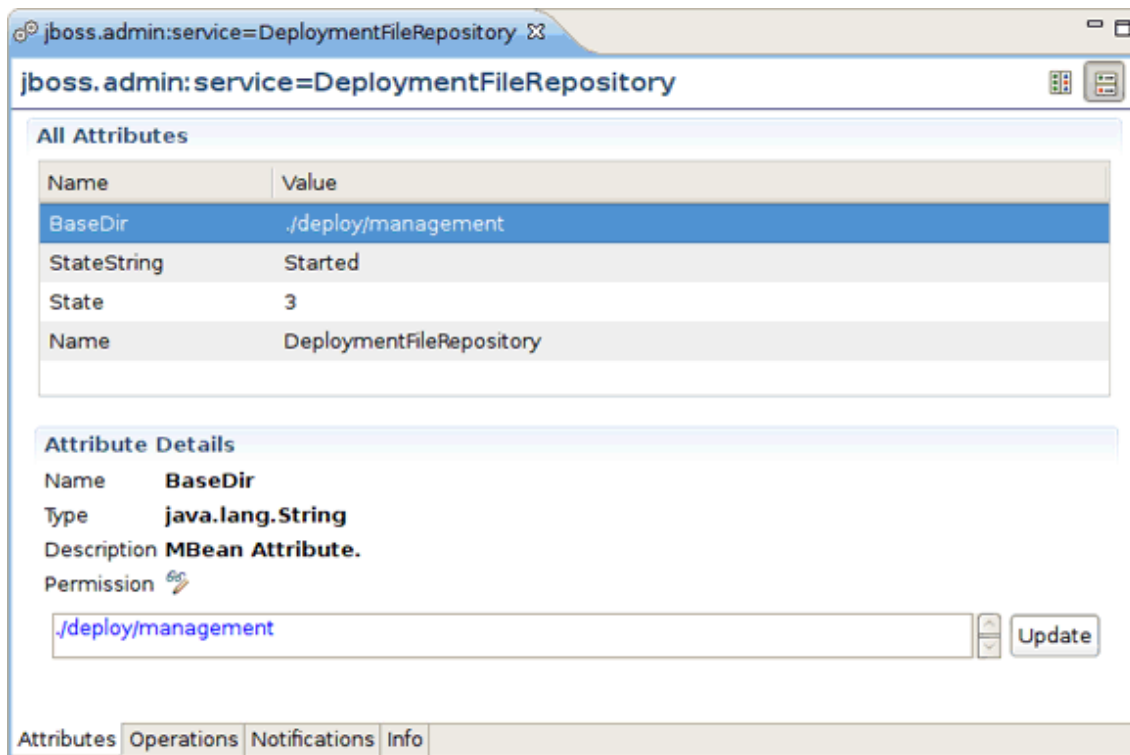 jboss.admin:service=DeploymentFileRepository
jboss.admin:service=DeploymentFileRepository
All Attributes
Name Value
BaseDir ./deploy/management
StateString Started
State 3
Name DeploymentFileRepository
Attribute Details
Name BaseDir
Type java.lang.String
Description MBean Attribute.
Permission
./deploy/management Update
Attributes Operations Notifications Info